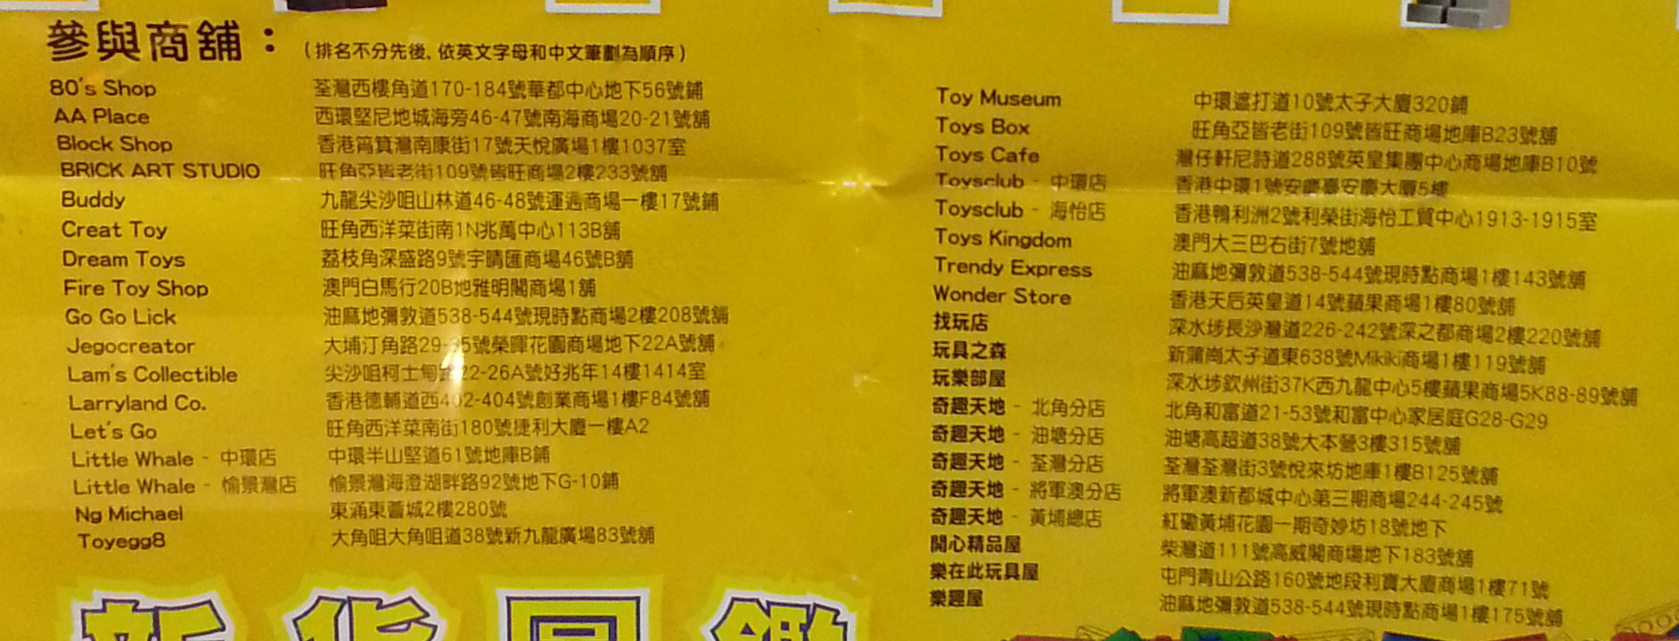 參與商舖：
（排名不分先後, 依英文字母和中文筆劃為順序）
80's Shop 荃灣西樓角道170-184號華都中心地下56號鋪
AA Place 西環堅尼地城海旁46-47號南海商場20-21號舖
Block Shop 香港筲箕灣南康街17號天悅廣場1樓1037室
BRICK ART STUDIO 旺角亞皆老街109號皆旺商場2樓233號舖
Buddy 九龍尖沙咀山林道46-48號運通商場一樓17號鋪
Creat Toy 旺角西洋菜街南1N兆萬中心113B舖
Dream Toys 荔枝角深盛路9號宇晴匯商場46號B舖
Fire Toy Shop 澳門白馬行20B地雅明閣商場1舖
Go Go Lick 油麻地彌敦道538-544號現時點商場2樓208號舖
Jegocreator 大埔汀角路29-35號榮暉花園商場地下22A號舖
Lam's Collectible 尖沙咀柯士甸路22-26A號好兆年14樓1414室
Larryland Co. 香港德輔道西402-404號創業商場1樓F84號舖
Let's Go 旺角西洋菜南街180號捷利大廈一樓A2
Little Whale - 中環店 中環半山堅道61號地庫B鋪
Little Whale - 愉景灣店 愉景灣海澄湖畔路92號地下G-10鋪
Ng Michael 東涌東薈城2樓280號
Toyegg8 大角咀大角咀道38號新九龍廣場83號舖
Toy Museum 中環遮打道10號太子大廈320鋪
Toys Box 旺角亞皆老街109號皆旺商場地庫B23號舖
Toys Cafe 灣仔軒尼詩道288號英皇集團中心商場地庫B10號
Toysclub - 中環店 香港中環1號安慶臺安慶大廈5樓
Toysclub - 海怡店 香港鴨利洲2號利榮街海怡工貿中心1913-1915室
Toys Kingdom 澳門大三巴右街7號地舖
Trendy Express 油麻地彌敦道538-544號現時點商場1樓143號舖
Wonder Store 香港天后英皇道14號蘋果商場1樓80號舖
找玩店 深水埗長沙灣道226-242號深之都商場2樓220號舖
玩具之森 新蒲崗太子道東638號Mikiki商場1樓119號舖
玩樂部屋 深水埗欽州街37K西九龍中心5樓蘋果商場5K88-89號舖
奇趣天地 - 北角分店 北角和富道21-53號和富中心家居庭G28-G29
奇趣天地 - 油塘分店 油塘高超道38號大本營3樓315號舖
奇趣天地 - 荃灣分店 荃灣荃灣街3號悅來坊地庫1樓B125號舖
奇趣天地 - 將軍澳分店 將軍澳新都城中心第三期商場244-245號
奇趣天地 - 黃埔總店 紅磡黃埔花園一期奇妙坊18號地下
開心精品屋 柴灣道111號高威閣商場地下183號舖
樂在此玩具屋 屯門青山公路160號地段利寶大廈商場1樓71號
樂趣屋 油麻地彌敦道538-544號現時點商場1樓175號舖
新貨圖鑑